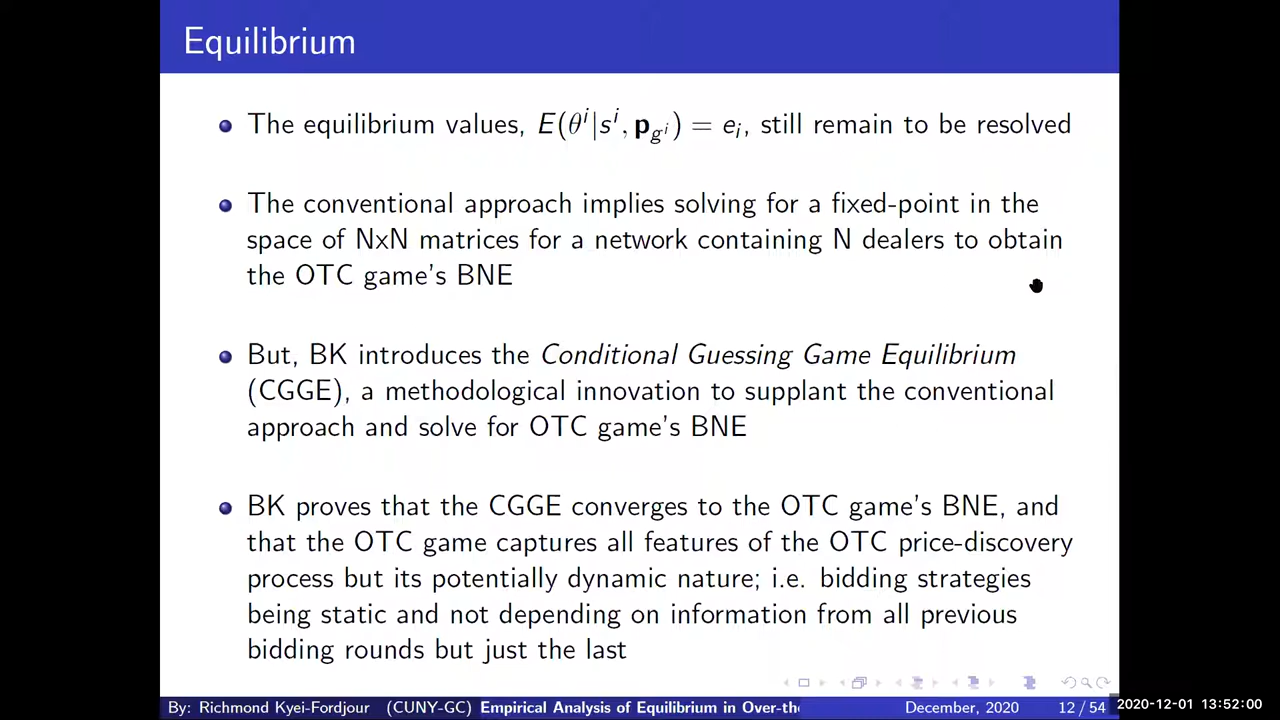 Equilibrium
The equilibrium values, E(θ^i|s^i, p_{g^i}) = e_i, still remain to be resolved
The conventional approach implies solving for a fixed-point in the
space of NxN matrices for a network containing N dealers to obtain
the OTC game's BNE
But, BK introduces the Conditional Guessing Game Equilibrium
(CGGE), a methodological innovation to supplant the conventional
approach and solve for OTC game's BNE
BK proves that the CGGE converges to the OTC game's BNE, and
that the OTC game captures all features of the OTC price-discovery
process but its potentially dynamic nature; i.e. bidding strategies
being static and not depending on information from all previous
bidding rounds but just the last
By: Richmond Kyei-Fordjour (CUNY-GC) Empirical Analysis of Equilibrium in Over-the December, 2020 12 / 54 2020-12-01 13:52:00